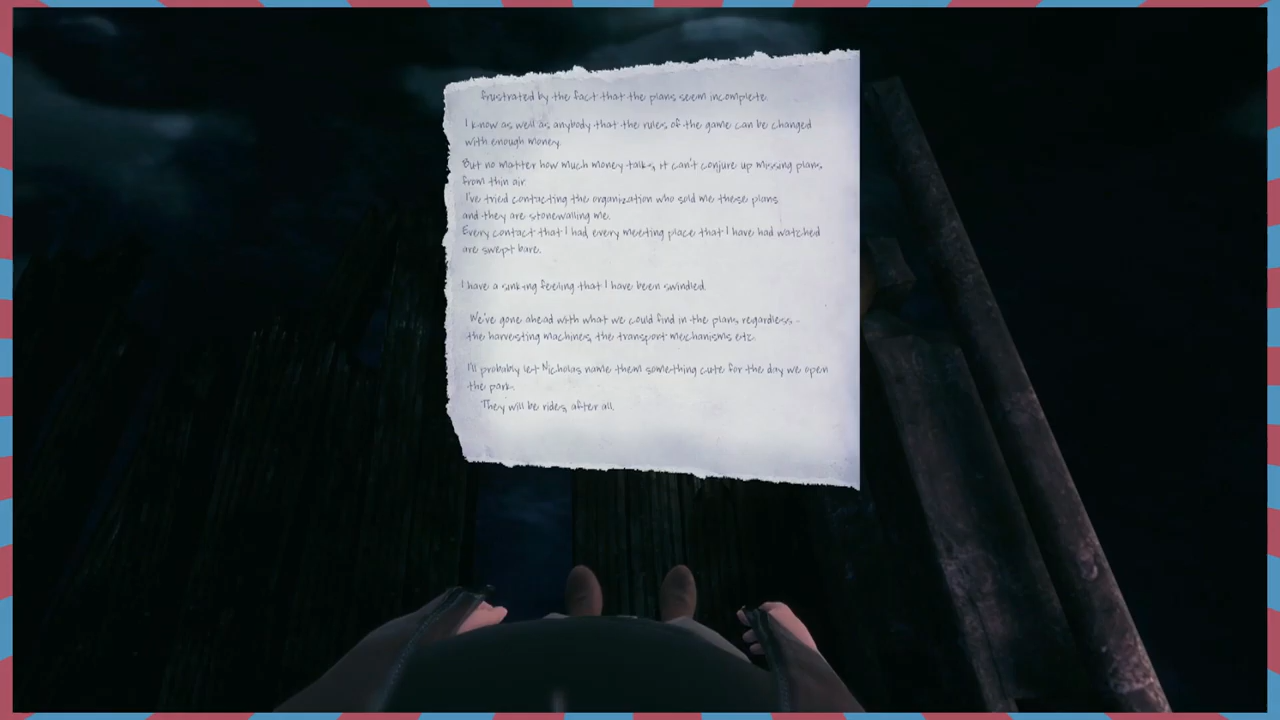 frustrated by the fact that the plans seem incomplete.
I know as well as anybody that the rules of the game can be changed
with enough money.
But no matter how much money talks, it can't conjure up missing plans
from thin air.
I've tried contacting the organization who sold me these plans
and they are stonewalling me.
Every contact that I had, every meeting place that I have had watched
are swept bare.
I have a sinking feeling that I have been swindled.
We've gone ahead with what we could find in the plans, regardless -
the harvesting machines, the transport mechanisms etc.
I'll probably let Nicholas name them something cute for the day we open
the park.
They will be rides, after all.